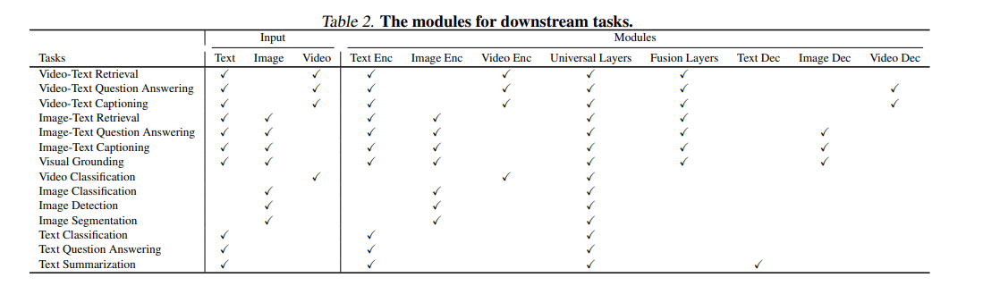 Table 2. The modules for downstream tasks.
Input Modules
Tasks Text Image Video Text Enc Image Enc Video Enc Universal Layers Fusion Layers Text Dec Image Dec Video Dec
Video-Text Retrieval ✓ ✓ ✓ ✓ ✓ ✓
Video-Text Question Answering ✓ ✓ ✓ ✓ ✓ ✓ ✓
Video-Text Captioning ✓ ✓ ✓ ✓ ✓ ✓ ✓
Image-Text Retrieval ✓ ✓ ✓ ✓ ✓ ✓
Image-Text Question Answering ✓ ✓ ✓ ✓ ✓ ✓ ✓
Image-Text Captioning ✓ ✓ ✓ ✓ ✓ ✓ ✓
Visual Grounding ✓ ✓ ✓ ✓ ✓ ✓ ✓
Video Classification ✓ ✓ ✓
Image Classification ✓ ✓ ✓
Image Detection ✓ ✓ ✓
Image Segmentation ✓ ✓ ✓
Text Classification ✓ ✓ ✓
Text Question Answering ✓ ✓ ✓
Text Summarization ✓ ✓ ✓ ✓